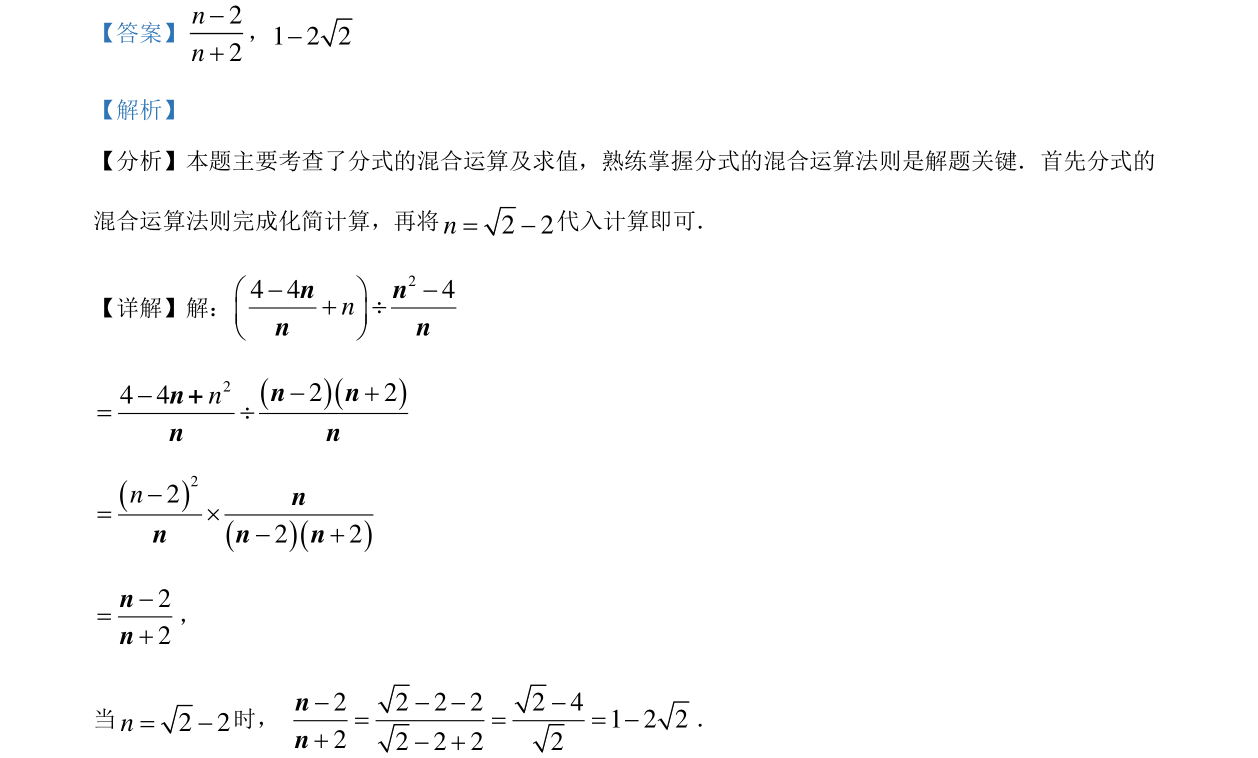 【答案】$\frac{n-2}{n+2}$，$1-2\sqrt{2}$
【解析】
【分析】本题主要考查了分式的混合运算及求值，熟练掌握分式的混合运算法则是解题关键．首先分式的
混合运算法则完成化简计算，再将$n=\sqrt{2}-2$代入计算即可．
【详解】解：$\left(\frac{4-4n}{n}+n\right)\div\frac{n^2-4}{n}$
$=\frac{4-4n+n^2}{n}\div\frac{(n-2)(n+2)}{n}$
$=\frac{(n-2)^2}{n}\times\frac{n}{(n-2)(n+2)}$
$=\frac{n-2}{n+2}$，
当$n=\sqrt{2}-2$时，$\frac{n-2}{n+2}=\frac{\sqrt{2}-2-2}{\sqrt{2}-2+2}=\frac{\sqrt{2}-4}{\sqrt{2}}=1-2\sqrt{2}$．